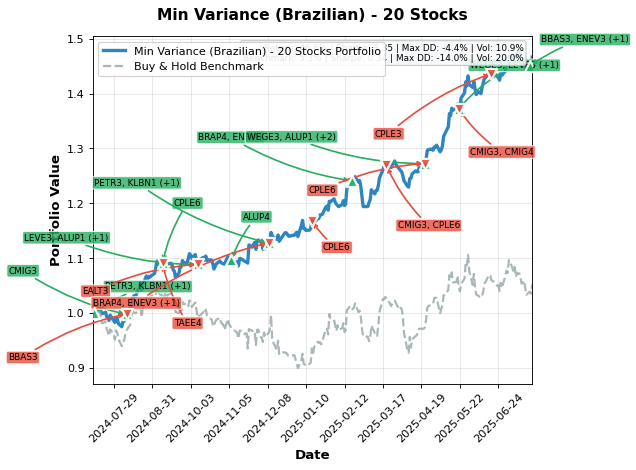 Min Variance (Brazilian) - 20 Stocks
Min Variance (Brazilian) - 20 Stocks Portfolio
Buy & Hold Benchmark
| Max DD: -4.4% | Vol: 10.9%
| Max DD: -14.0% | Vol: 20.0%
BBAS3, ENEV3 (+1)
WEGE3, (+1)
CPLE3
CMIG3, CMIG4
BRAP4,
WEGE3, ALUP1 (+2)
PETR3, KLBN1 (+1)
CPLE6
CPLE6
ALUP4
CMIG3, CPLE6
LEVE3, ALUP1 (+1)
CPLE6
CMIG3
EALT3
PETR3, KLBN1 (+1)
BRAP4, ENEV3 (+1)
TAEE4
BBAS3
Portfolio Value
1.5
1.4
1.3
1.2
1.1
1.0
0.9
2024-07-29
2024-08-31
2024-10-03
2024-11-05
2024-12-08
2025-01-10
2025-02-12
2025-03-17
2025-04-19
2025-05-22
2025-06-24
Date